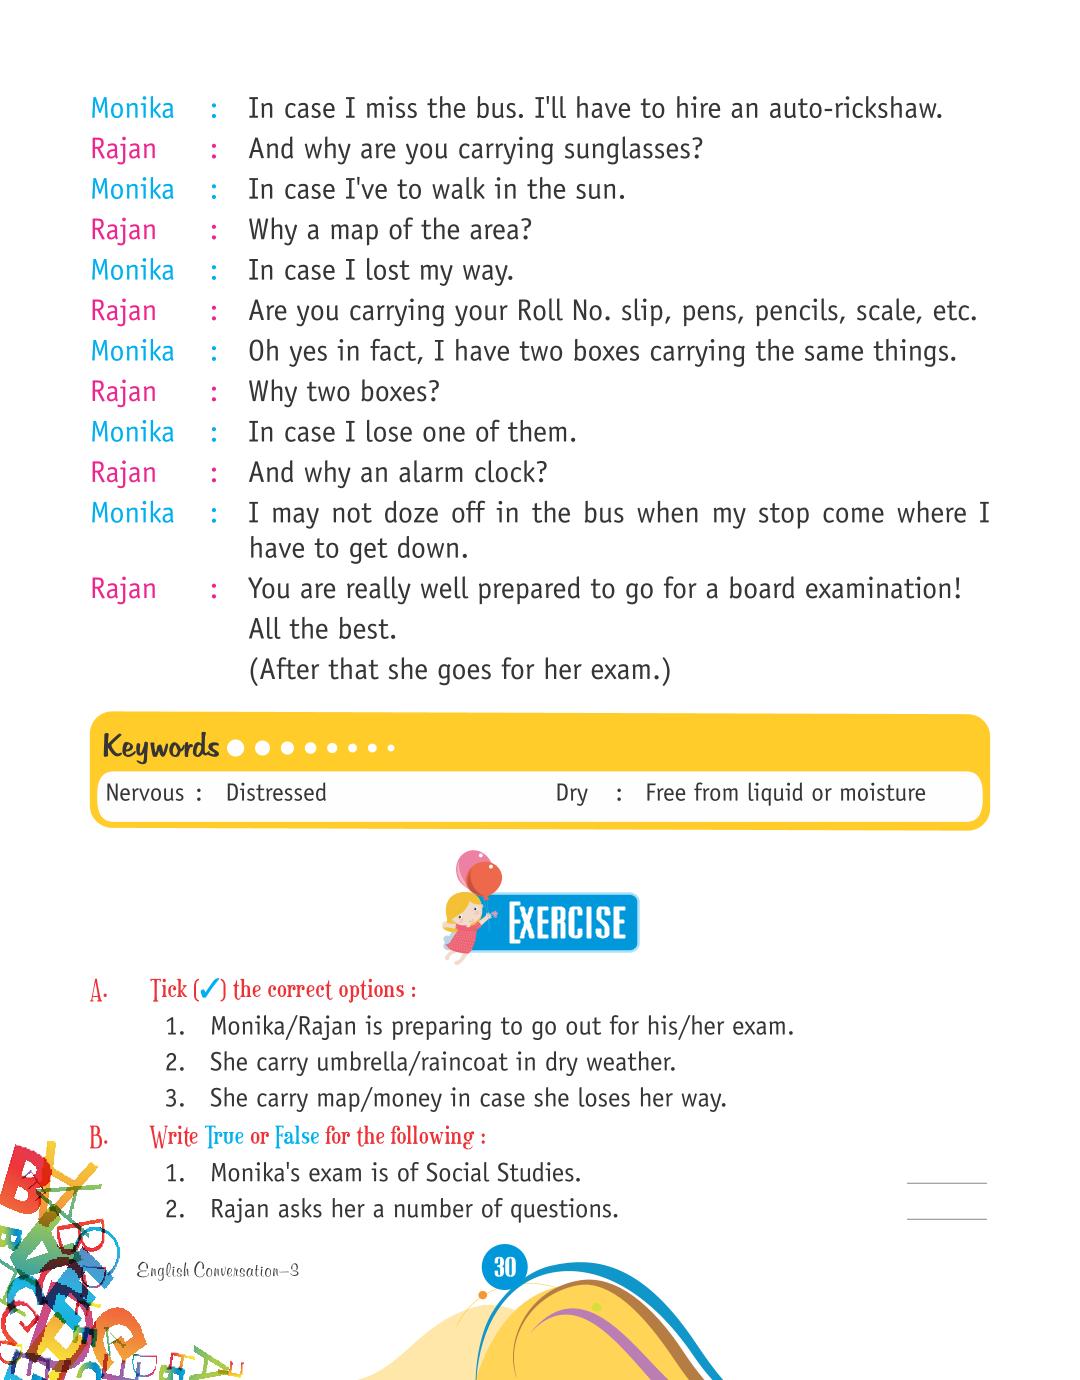 Monika : In case I miss the bus. I'll have to hire an auto-rickshaw.
Rajan : And why are you carrying sunglasses?
Monika : In case I've to walk in the sun.
Rajan : Why a map of the area?
Monika : In case I lost my way.
Rajan : Are you carrying your Roll No. slip, pens, pencils, scale, etc.
Monika : Oh yes in fact, I have two boxes carrying the same things.
Rajan : Why two boxes?
Monika : In case I lose one of them.
Rajan : And why an alarm clock?
Monika : I may not doze off in the bus when my stop come where I
have to get down.
Rajan : You are really well prepared to go for a board examination!
All the best.
(After that she goes for her exam.)
Keywords
Nervous : Distressed Dry : Free from liquid or moisture
EXERCISE
A. Tick (✓) the correct options :
1. Monika/Rajan is preparing to go out for his/her exam.
2. She carry umbrella/raincoat in dry weather.
3. She carry map/money in case she loses her way.
B. Write True or False for the following :
1. Monika's exam is of Social Studies. ______
2. Rajan asks her a number of questions. ______
English Conversation–3
30